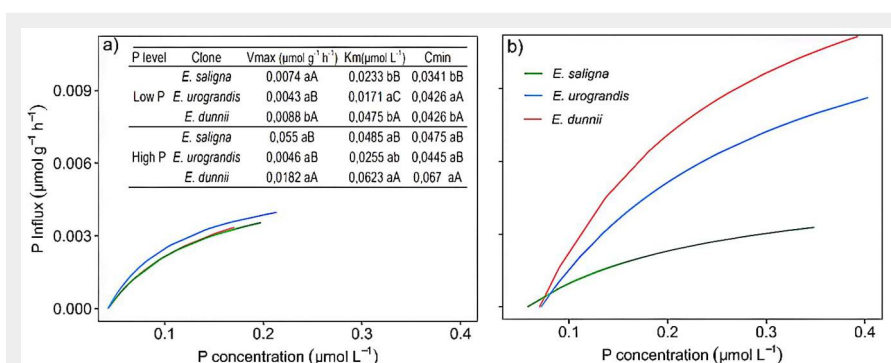 a)
P level Clone Vmax (µmol g⁻¹ h⁻¹) Km(µmol L⁻¹) Cmin
E. saligna 0,0074 aA 0,0233 bB 0,0341 bB
Low P E. urograndis 0,0043 aB 0,0171 aC 0,0426 aA
E. dunnii 0,0088 bA 0,0475 bA 0,0426 bA
E. saligna 0,055 aB 0,0485 aB 0,0475 aB
High P E. urograndis 0,0046 aB 0,0255 ab 0,0445 aB
E. dunnii 0,0182 aA 0,0623 aA 0,067 aA
P Influx (µmol g⁻¹ h⁻¹)
0.009
0.006
0.003
0.000
0.1 0.2 0.3 0.4
P concentration (µmol L⁻¹)
b)
E. saligna
E. urograndis
E. dunnii
0.1 0.2 0.3 0.4
P concentration (µmol L⁻¹)